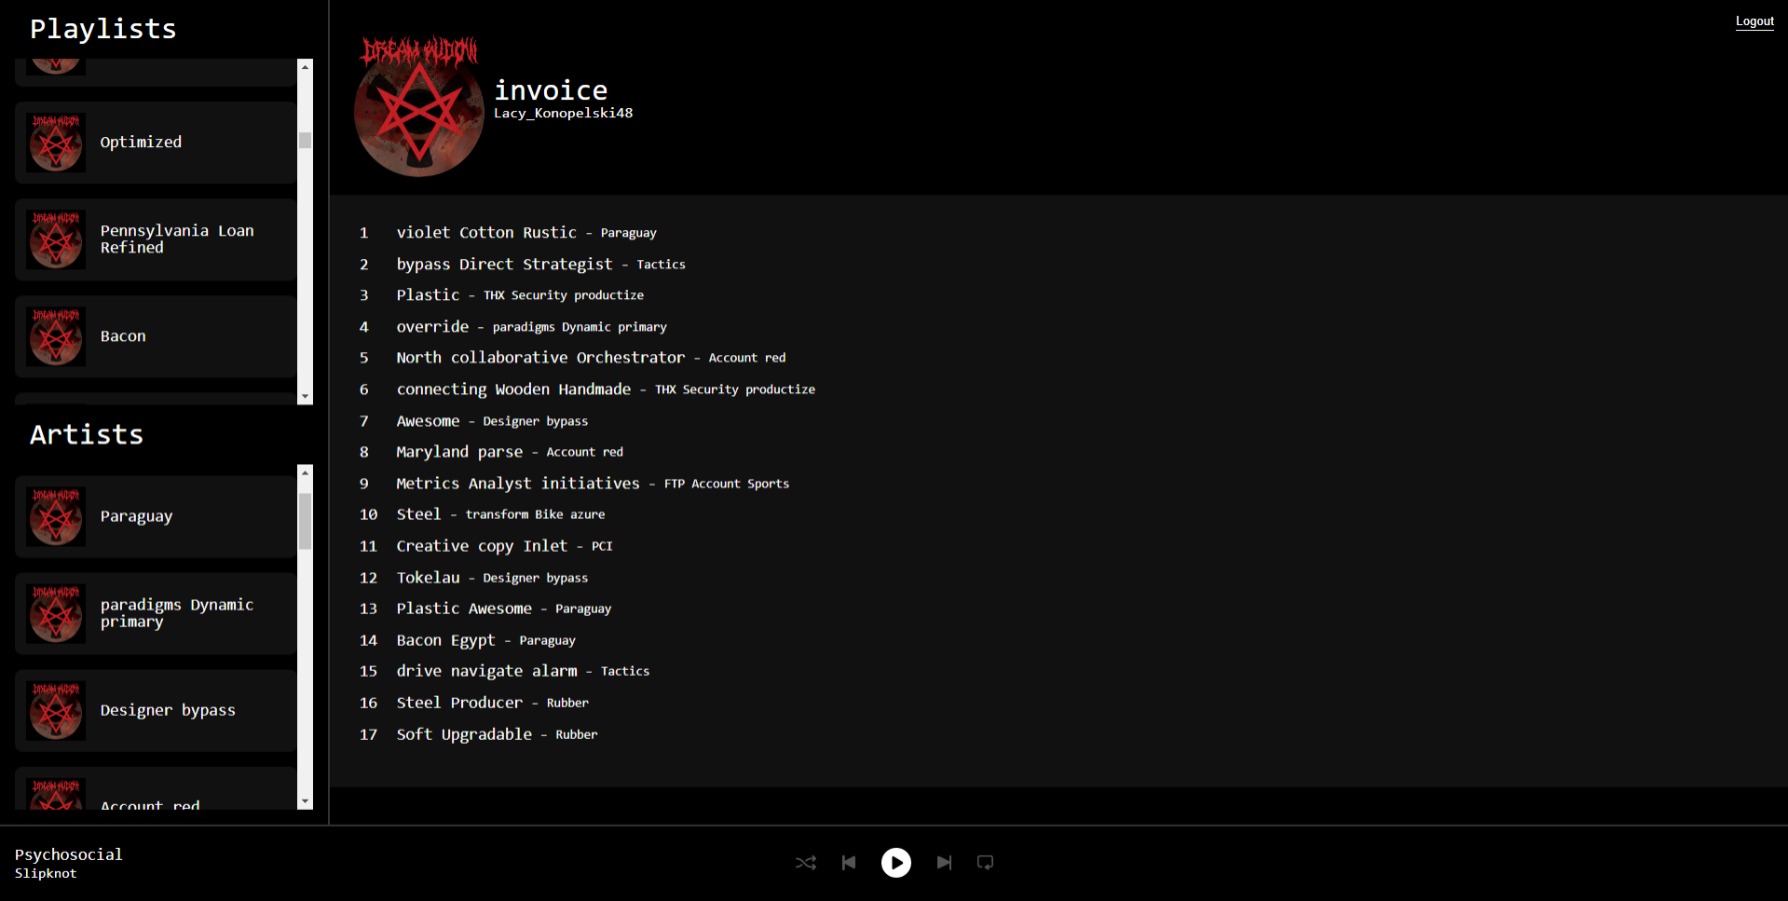 Playlists
Optimized
Pennsylvania Loan
Refined
Bacon
Artists
Paraguay
paradigms Dynamic
primary
Designer bypass
Account red
Logout
invoice
Lacy_Konopelski48
1 violet Cotton Rustic - Paraguay
2 bypass Direct Strategist - Tactics
3 Plastic - THX Security productize
4 override - paradigms Dynamic primary
5 North collaborative Orchestrator - Account red
6 connecting Wooden Handmade - THX Security productize
7 Awesome - Designer bypass
8 Maryland parse - Account red
9 Metrics Analyst initiatives - FTP Account Sports
10 Steel - transform Bike azure
11 Creative copy Inlet - PCI
12 Tokelau - Designer bypass
13 Plastic Awesome - Paraguay
14 Bacon Egypt - Paraguay
15 drive navigate alarm - Tactics
16 Steel Producer - Rubber
17 Soft Upgradable - Rubber
Psychosocial
Slipknot